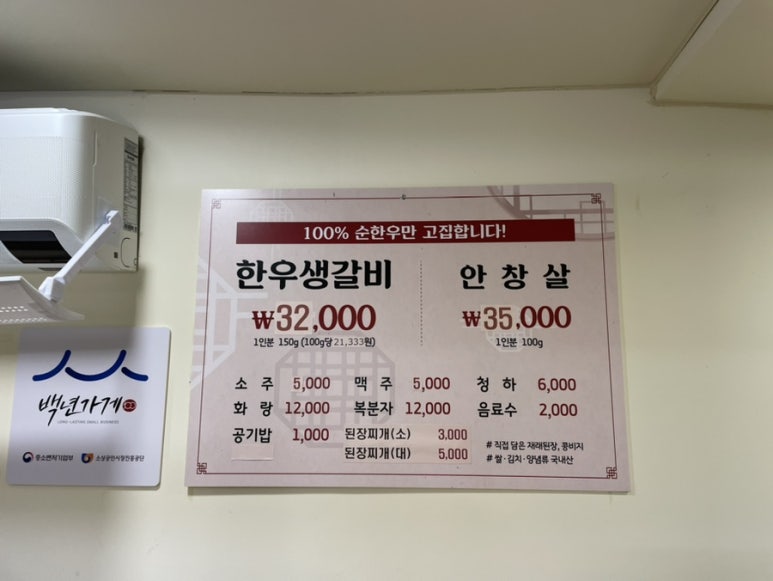 100% 순한우만 고집합니다!
한우생갈비
₩32,000
1인분 150g (100g당 21,333원)
안창살
₩35,000
1인분 100g
소주 5,000 맥주 5,000 청하 6,000
화랑 12,000 복분자 12,000 음료수 2,000
공기밥 1,000 된장찌개(소) 3,000
된장찌개(대) 5,000
# 직접 담은 재래된장, 콩비지
# 쌀·김치·양념류 국내산
백년가게
LONG-LASTING SMALL BUSINESS
중소벤처기업부 소상공인시장진흥공단